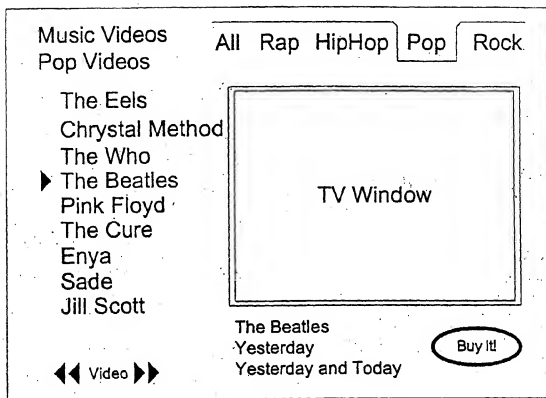 Music Videos
Pop Videos
All Rap HipHop Pop Rock
The Eels
Chrystal Method
The Who
The Beatles
Pink Floyd
The Cure
Enya
Sade
Jill Scott
Video
TV Window
The Beatles
Yesterday
Yesterday and Today
Buy It!